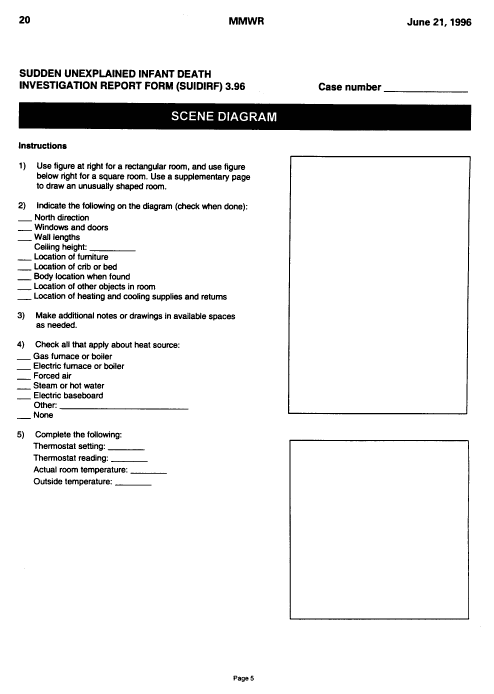 20
MMWR
June 21, 1996
SUDDEN UNEXPLAINED INFANT DEATH
INVESTIGATION REPORT FORM (SUIDIRF) 3.96
Case number ____________
SCENE DIAGRAM
Instructions
1) Use figure at right for a rectangular room, and use figure
below right for a square room. Use a supplementary page
to draw an unusually shaped room.
2) Indicate the following on the diagram (check when done):
___ North direction
___ Windows and doors
___ Wall lengths
Ceiling height: ________
___ Location of furniture
___ Location of crib or bed
___ Body location when found
___ Location of other objects in room
___ Location of heating and cooling supplies and returns
3) Make additional notes or drawings in available spaces
as needed.
4) Check all that apply about heat source:
___ Gas furnace or boiler
___ Electric furnace or boiler
___ Forced air
___ Steam or hot water
___ Electric baseboard
Other: ______________________
___ None
5) Complete the following:
Thermostat setting: ______
Thermostat reading: ______
Actual room temperature: ______
Outside temperature: ______
Page 5